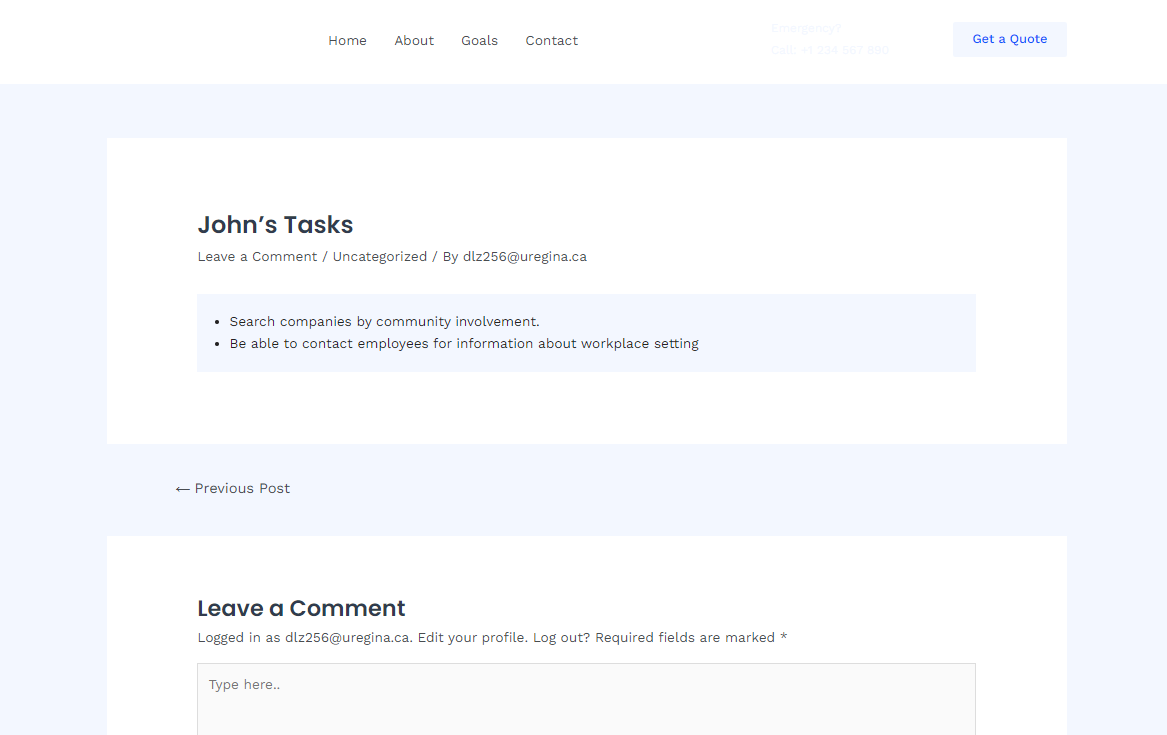 Home About Goals Contact
Emergency?
Call: +1 234 567 890
Get a Quote
John’s Tasks
Leave a Comment / Uncategorized / By dlz256@uregina.ca
• Search companies by community involvement.
• Be able to contact employees for information about workplace setting
← Previous Post
Leave a Comment
Logged in as dlz256@uregina.ca. Edit your profile. Log out? Required fields are marked *
Type here..